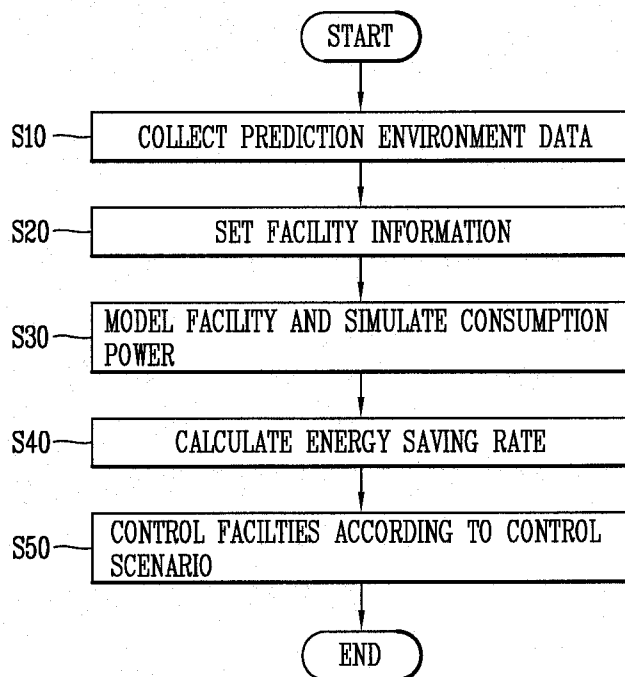 START
S10 COLLECT PREDICTION ENVIRONMENT DATA
S20 SET FACILITY INFORMATION
S30 MODEL FACILITY AND SIMULATE CONSUMPTION
POWER
S40 CALCULATE ENERGY SAVING RATE
S50 CONTROL FACILTIES ACCORDING TO CONTROL
SCENARIO
END